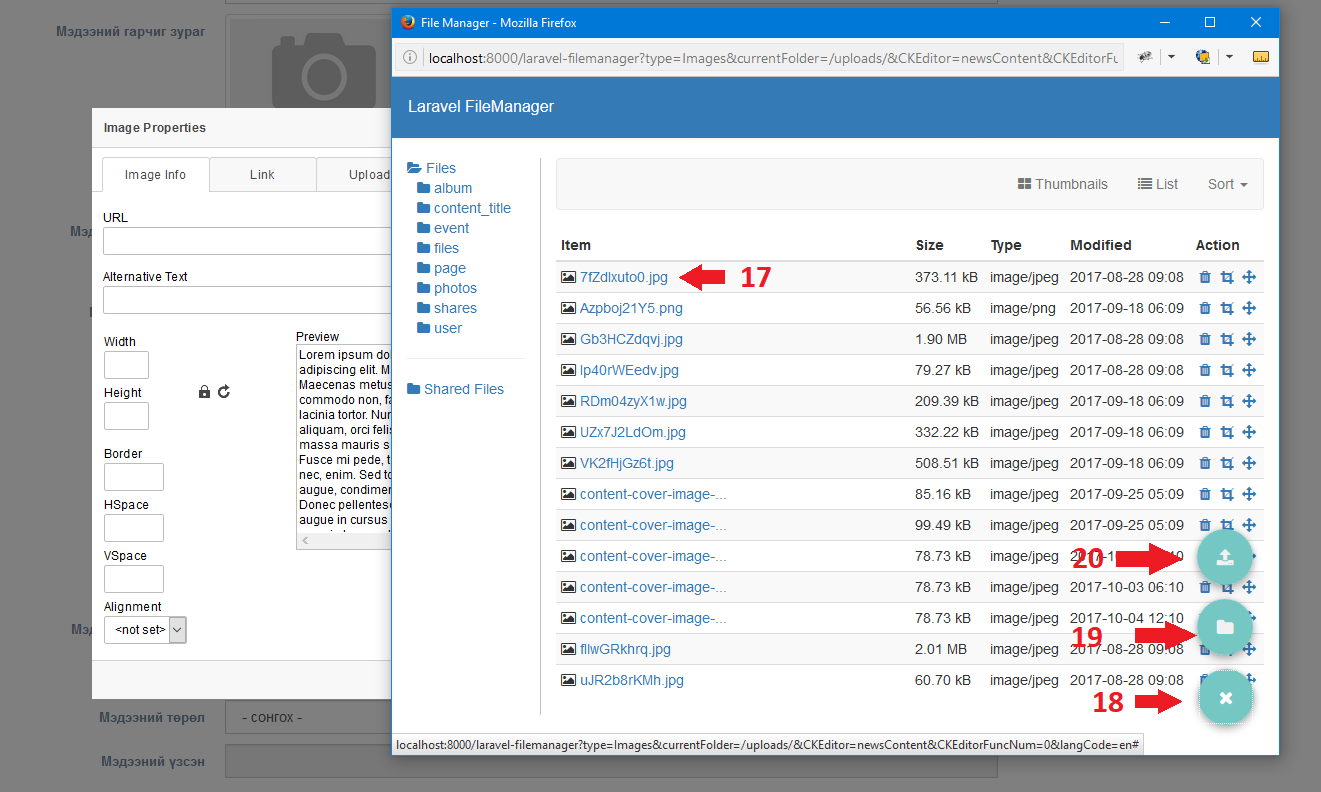 Мэдээний гарчиг зураг
File Manager - Mozilla Firefox
localhost:8000/laravel-filemanager?type=Images&currentFolder=/uploads/&CKEditor=newsContent&CKEditorFu
Laravel FileManager
Image Properties
Image Info Link Upload
URL
Alternative Text
Width
Height
Border
HSpace
VSpace
Alignment
<not set>
Preview
Lorem ipsum do
adipiscing elit. M
Maecenas metus
commodo non, fa
lacinia tortor. Nun
aliquam, orci felis
massa mauris s
Fusce mi pede, t
nec, enim. Sed to
augue, condimen
Donec pellentes
augue in cursus
Files
album
content_title
event
files
page
photos
shares
user
Shared Files
Thumbnails List Sort
Item Size Type Modified Action
7fZdlxuto0.jpg 17 373.11 kB image/jpeg 2017-08-28 09:08
Azpboj21Y5.png 56.56 kB image/png 2017-09-18 06:09
Gb3HCZdqvj.jpg 1.90 MB image/jpeg 2017-08-28 09:08
Ip40rWEedv.jpg 79.27 kB image/jpeg 2017-08-28 09:08
RDm04zyX1w.jpg 209.39 kB image/jpeg 2017-09-18 06:09
UZx7J2LdOm.jpg 332.22 kB image/jpeg 2017-09-18 06:09
VK2fHjGz6t.jpg 508.51 kB image/jpeg 2017-09-18 06:09
content-cover-image-... 85.16 kB image/jpeg 2017-09-25 05:09
content-cover-image-... 99.49 kB image/jpeg 2017-09-25 05:09
content-cover-image-... 78.73 kB image/jpeg 20
content-cover-image-... 78.73 kB image/jpeg 2017-10-03 06:10
content-cover-image-... 78.73 kB image/jpeg 2017-10-04 12:10
fIlwGRkhrq.jpg 2.01 MB image/jpeg 2017-08-28 09:08 19
uJR2b8rKMh.jpg 60.70 kB image/jpeg 2017-08-28 09:08
18
Мэдээний төрөл
- сонгох -
localhost:8000/laravel-filemanager?type=Images&currentFolder=/uploads/&CKEditor=newsContent&CKEditorFuncNum=0&langCode=en#
Мэдээний үзсэн